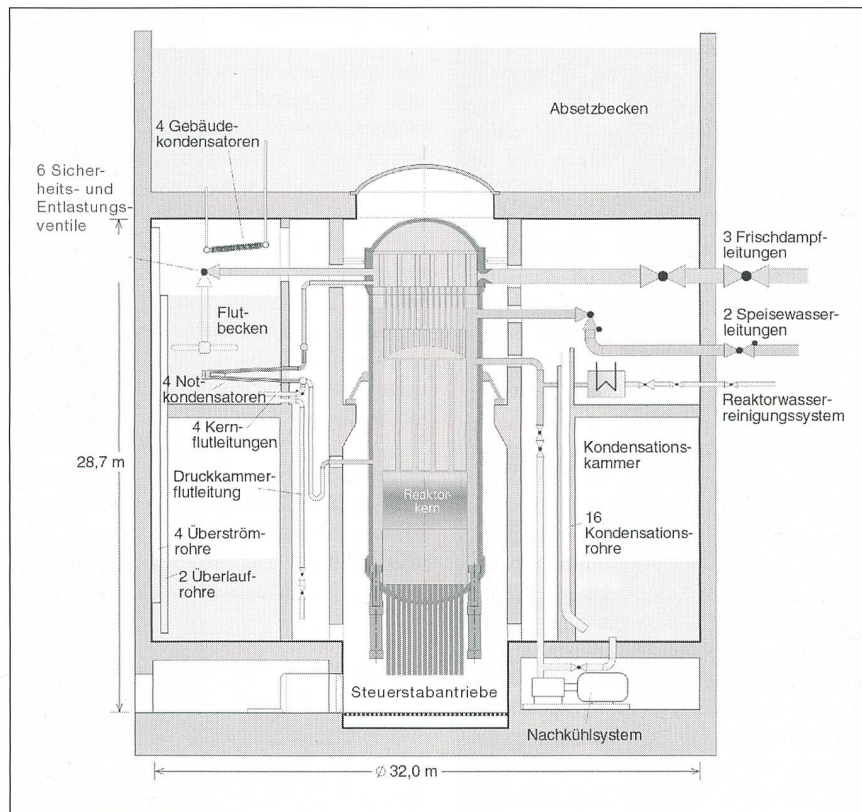 Absetzbecken
4 Gebäude-
kondensatoren
6 Sicher-
heits- und
Entlastungs-
ventile
3 Frischdampf-
leitungen
Flut-
becken
2 Speisewasser-
leitungen
4 Not-
kondensatoren
4 Kern-
flutleitungen
Reaktorwasser-
reinigungssystem
28,7 m
Druckkammer-
flutleitung
Kondensations-
kammer
Reaktor-
kern
16
Kondensations-
rohre
4 Überström-
rohre
2 Überlauf-
rohre
Steuerstabantriebe
Nachkühlsystem
Ø 32,0 m